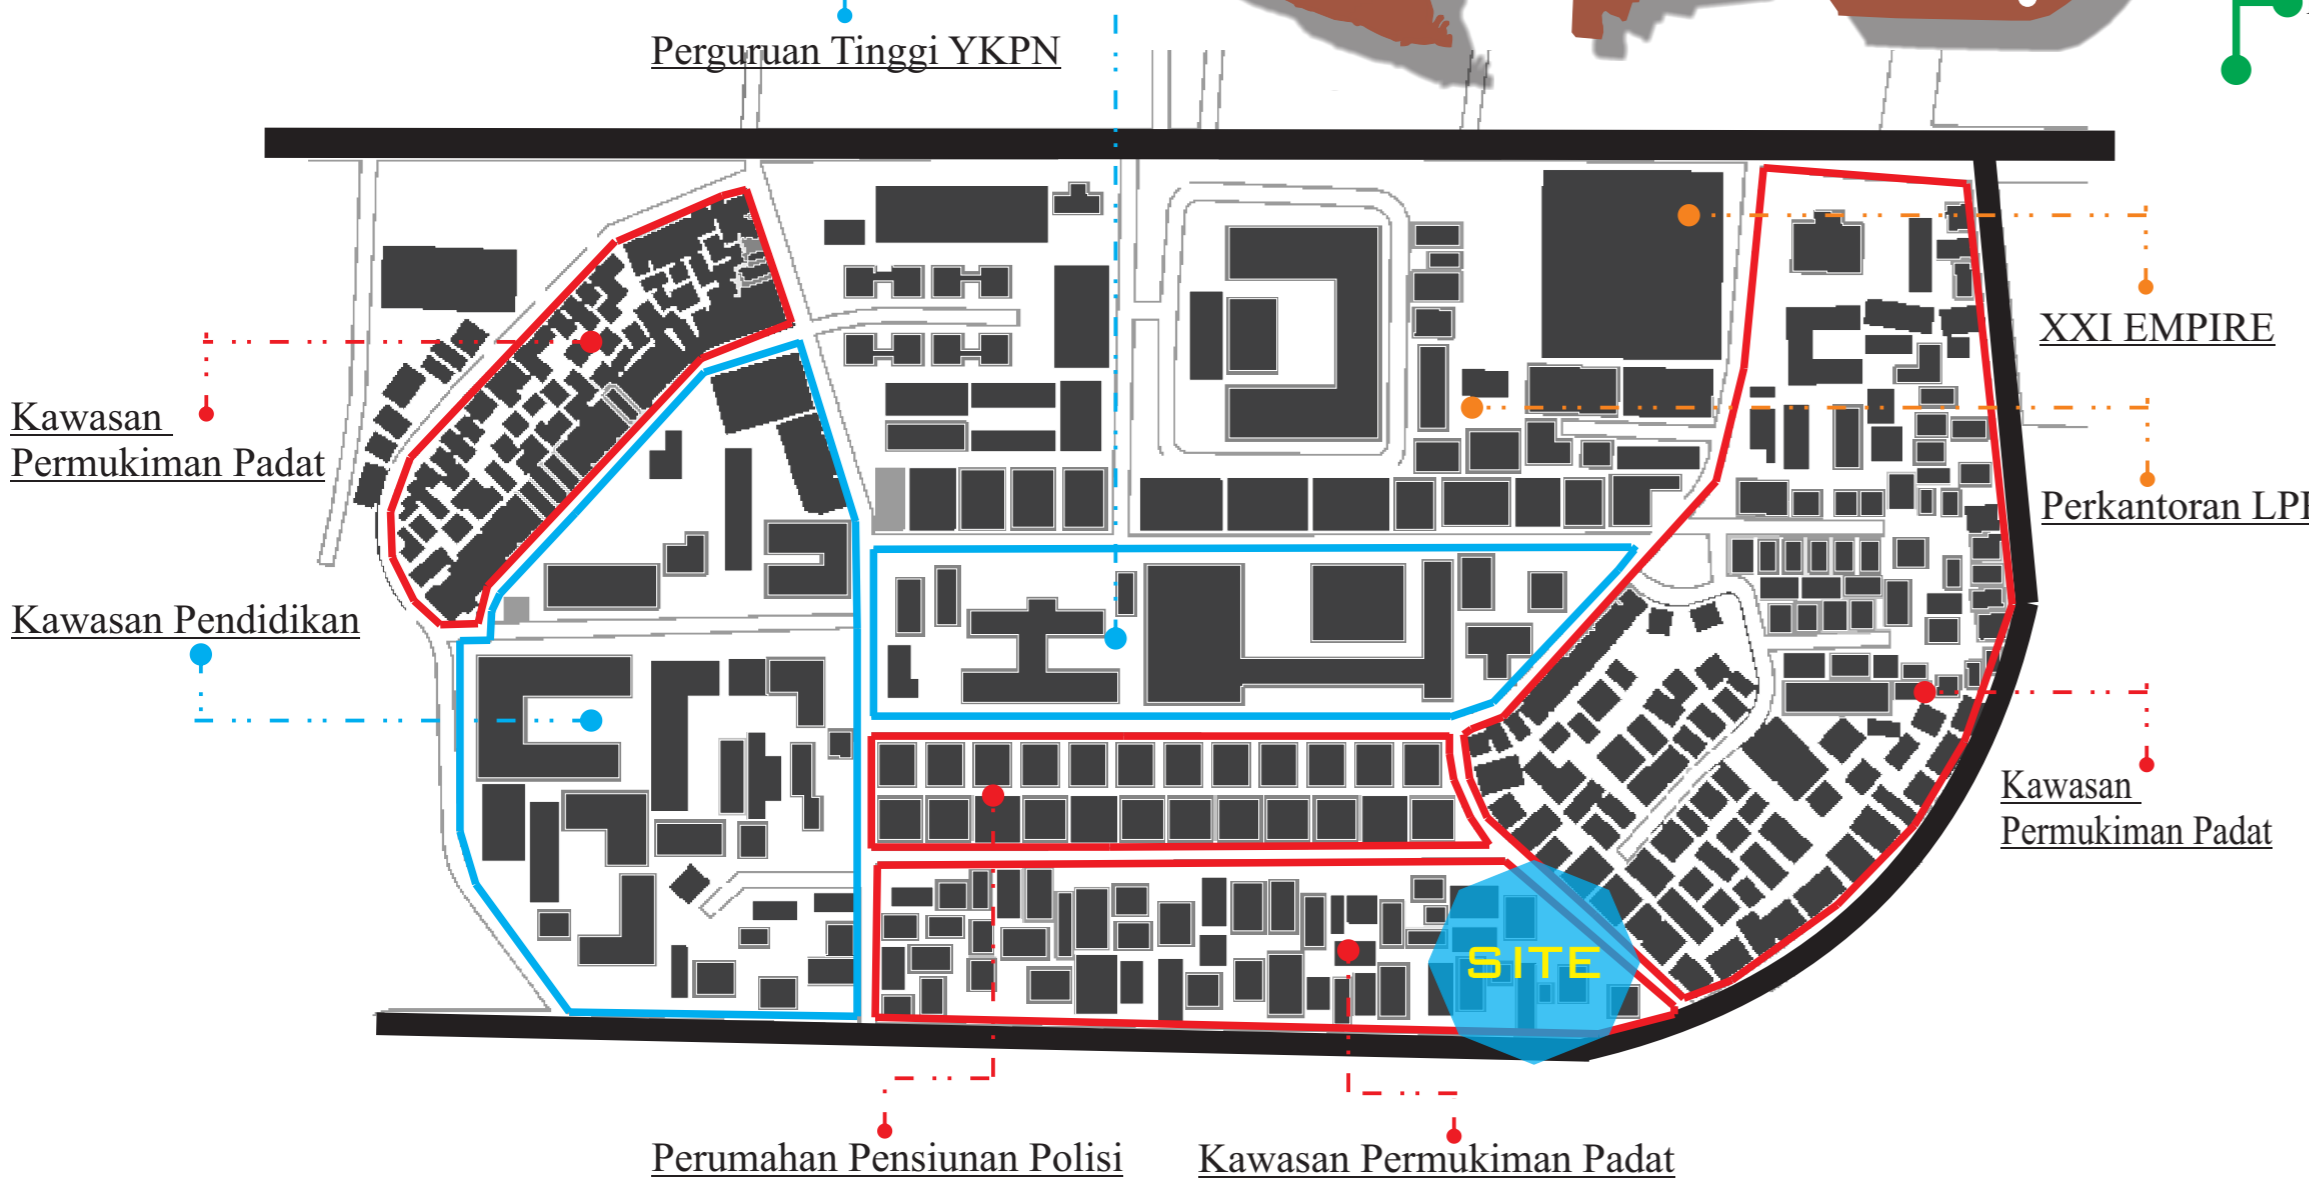 Perguruan Tinggi YKPN
XXI EMPIRE
Kawasan
Permukiman Padat
Perkantoran
Kawasan Pendidikan
Kawasan
Permukiman Padat
SITE
Perumahan Pensiunan Polisi
Kawasan Permukiman Padat